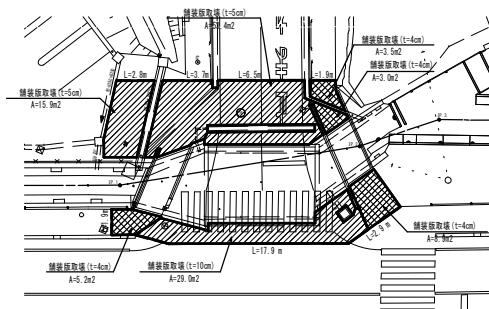 舗装版取壊(t=5cm)
A=52.4m2
舗装版取壊(t=4cm)
A=3.5m2
舗装版取壊(t=4cm)
A=3.0m2
L=2.8m
L=3.7m
L=6.5m
L=1.9m
舗装版取壊(t=5cm)
A=15.9m2
L=2.9 m
舗装版取壊(t=4cm)
A=8.9m2
L=17.9 m
舗装版取壊(t=4cm)
A=5.2m2
舗装版取壊(t=10cm)
A=29.0m2